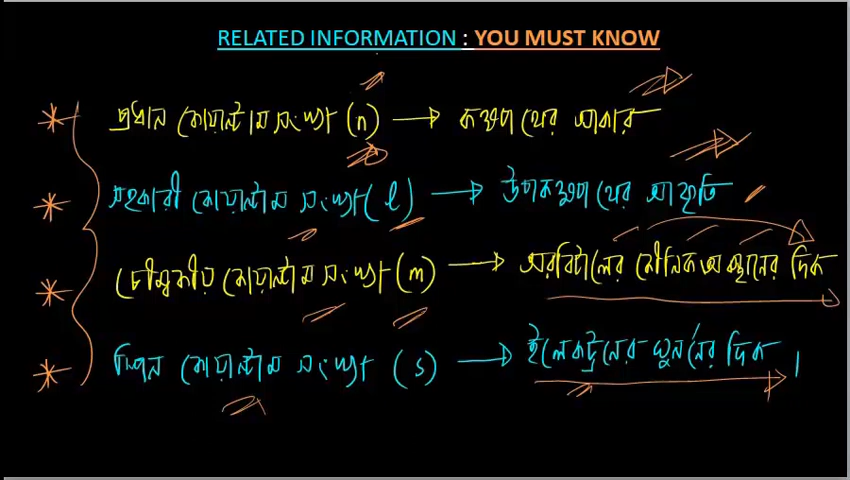 RELATED INFORMATION : YOU MUST KNOW
প্রধান কোয়ান্টাম সংখ্যা (n) → কক্ষপথের আকার
সহকারী কোয়ান্টাম সংখ্যা (l) → উপকক্ষপথের আকৃতি
চৌম্বকীয় কোয়ান্টাম সংখ্যা (m) → অরবিটালের কৌনিক অবস্থানের দিক
স্পিন কোয়ান্টাম সংখ্যা (s) → ইলেকট্রনের ঘুর্ননের দিক ।